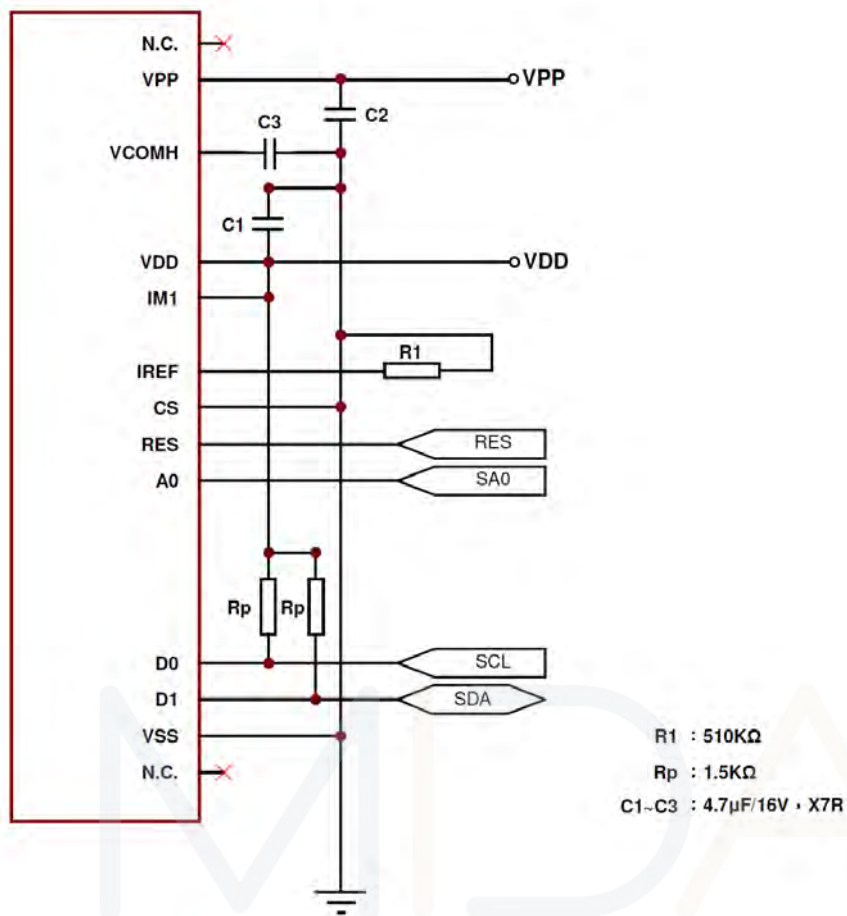 N.C.
VPP
VPP
C2
C3
VCOMH
C1
VDD
VDD
IM1
R1
IREF
CS
RES
RES
A0
SA0
Rp
Rp
D0
SCL
D1
SDA
VSS
N.C.
R1 : 510KΩ
Rp : 1.5KΩ
C1~C3 : 4.7µF/16V，X7R
MDA